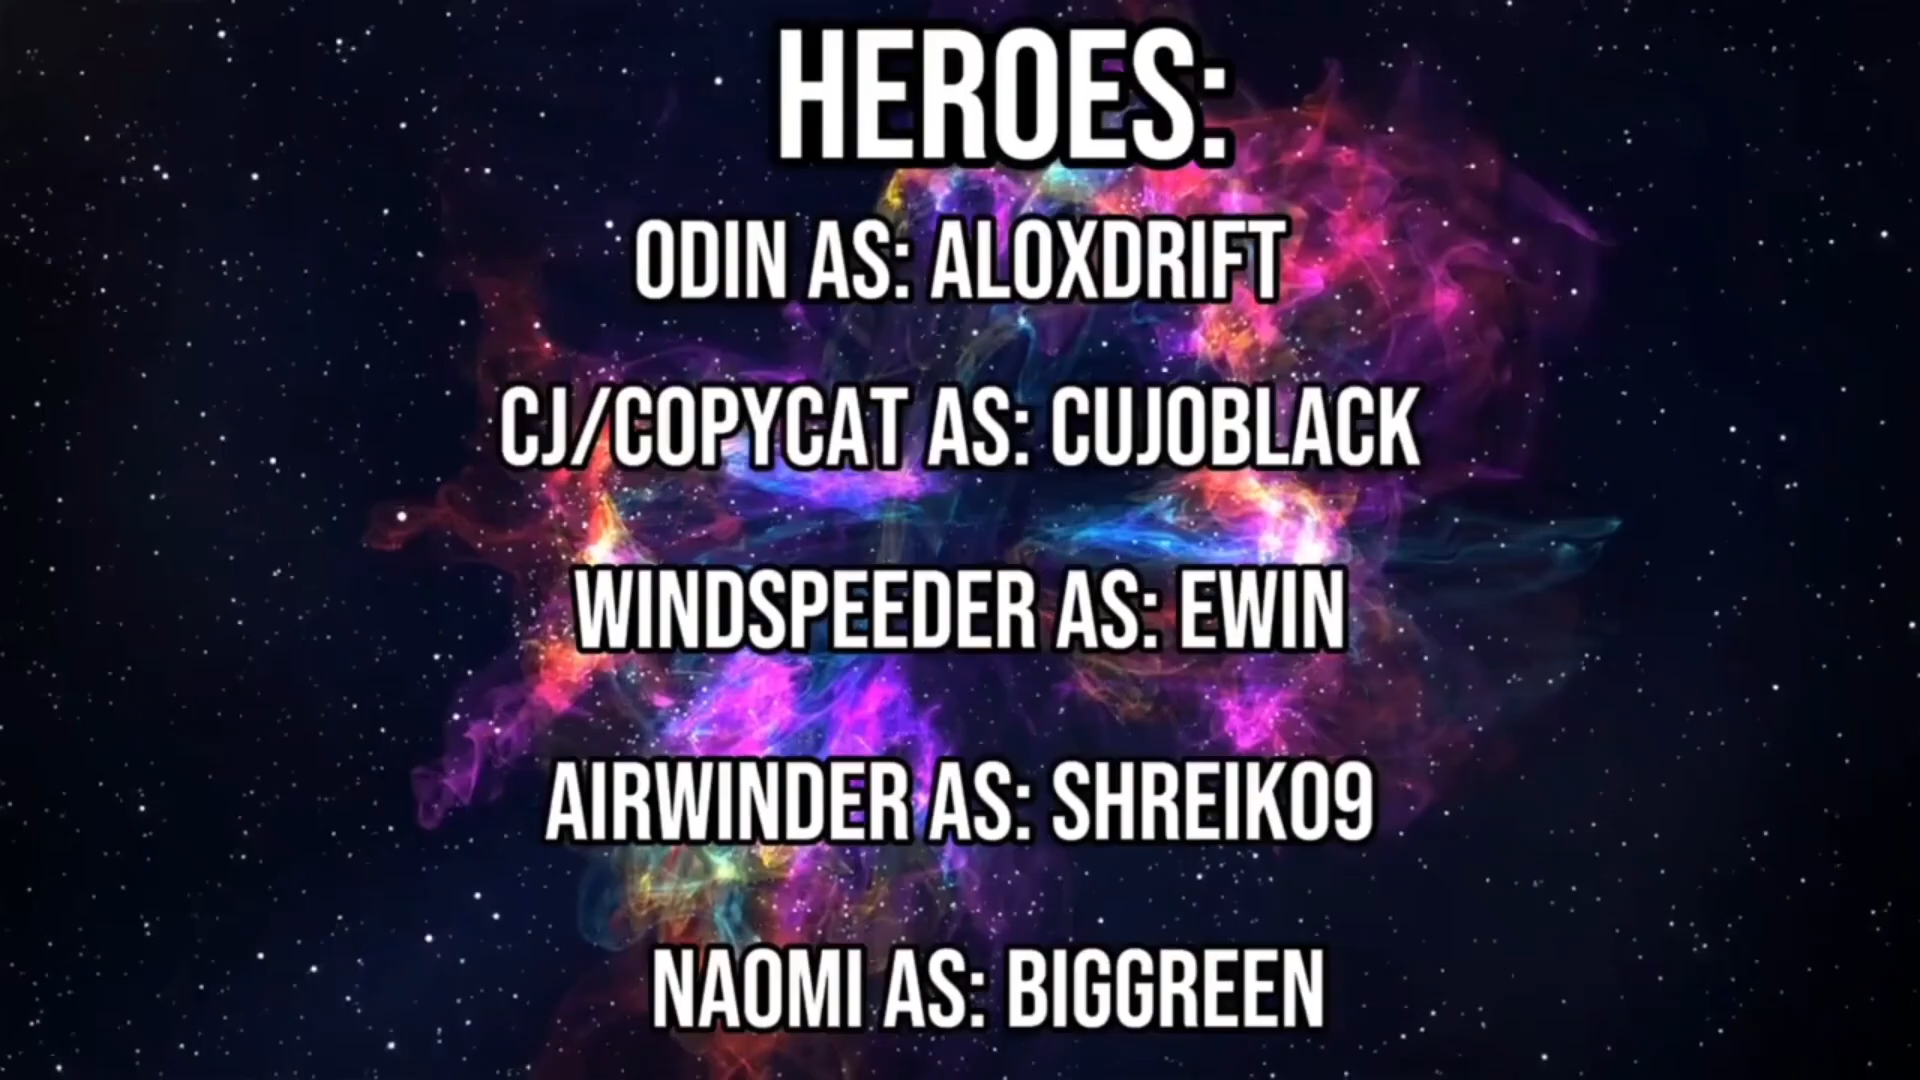 HEROES:
ODIN AS: ALOXDRIFT
CJ/COPYCAT AS: CUJOBLACK
WINDSPEEDER AS: EWIN
AIRWINDER AS: SHREIK09
NAOMI AS: BIGGREEN